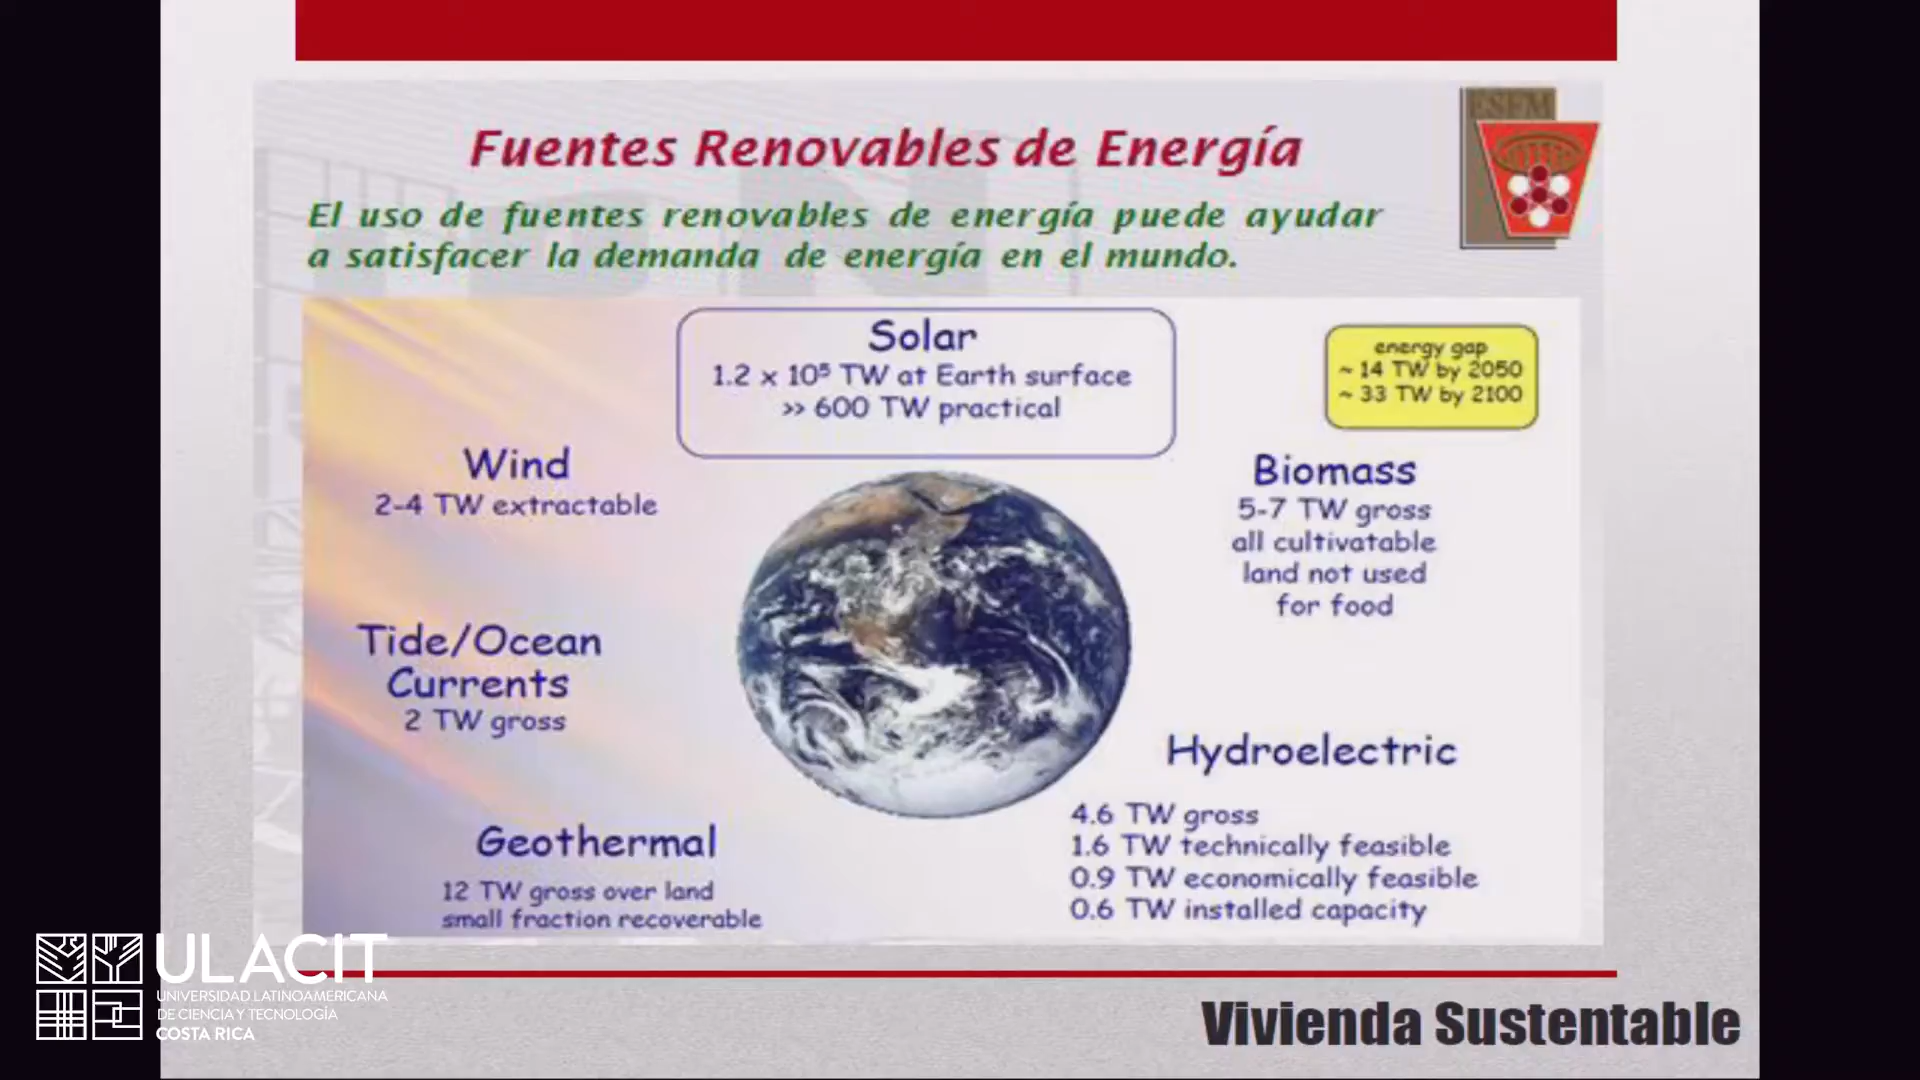 ESFM
Fuentes Renovables de Energía
El uso de fuentes renovables de energía puede ayudar
a satisfacer la demanda de energía en el mundo.
Solar
1.2 x 10⁵ TW at Earth surface
>> 600 TW practical
energy gap
~ 14 TW by 2050
~ 33 TW by 2100
Wind
2-4 TW extractable
Biomass
5-7 TW gross
all cultivatable
land not used
for food
Tide/Ocean
Currents
2 TW gross
Hydroelectric
4.6 TW gross
1.6 TW technically feasible
0.9 TW economically feasible
0.6 TW installed capacity
Geothermal
12 TW gross over land
small fraction recoverable
ULACIT
UNIVERSIDAD LATINOAMERICANA
DE CIENCIA Y TECNOLOGÍA
COSTA RICA
Vivienda Sustentable